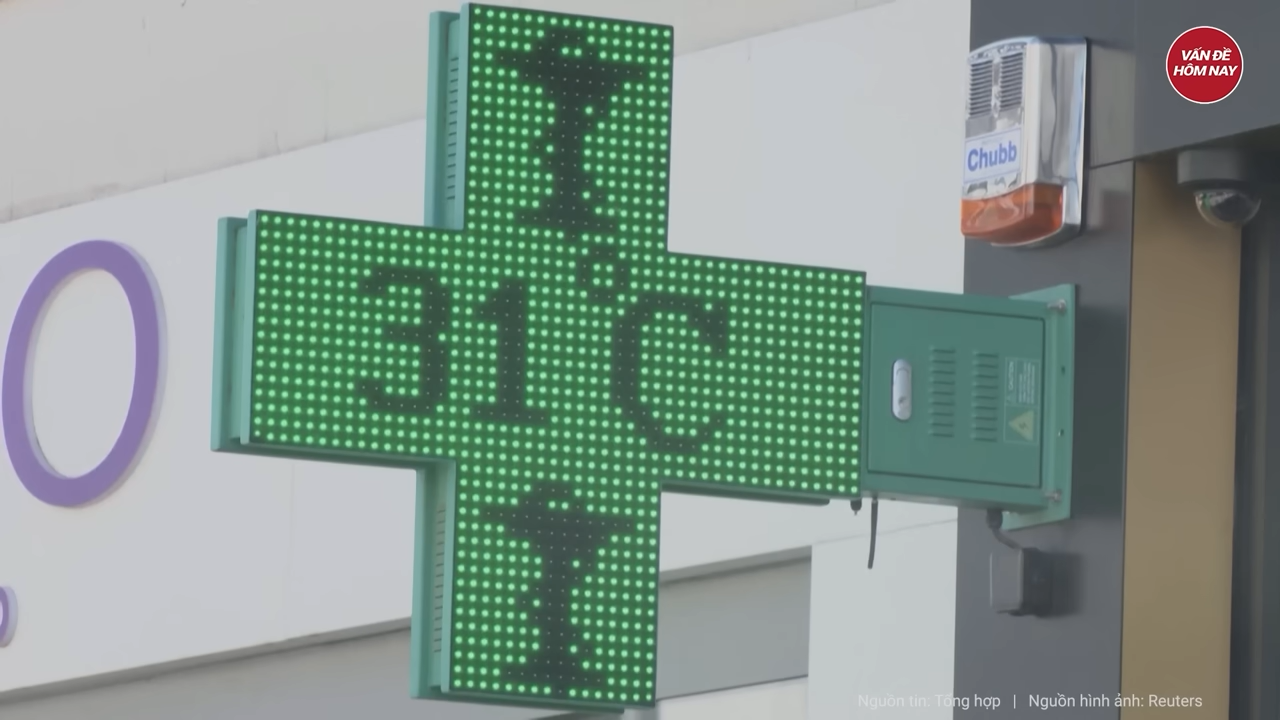 VẤN ĐỀ
HÔM NAY
Chubb
O
31°C
Nguồn tin: Tổng hợp | Nguồn hình ảnh: Reuters